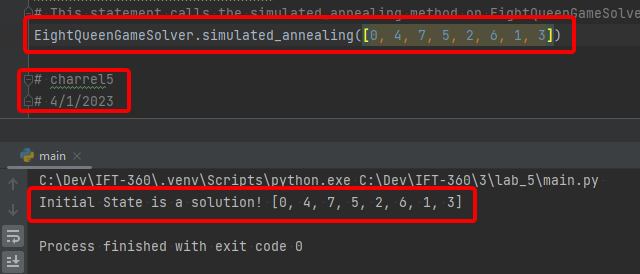 # This statement calls the simulated annealing method on EightQueenGameSolve
EightQueenGameSolver.simulated_annealing([0, 4, 7, 5, 2, 6, 1, 3])
# charrel5
# 4/1/2023
main ×
C:\Dev\IFT-360\.venv\Scripts\python.exe C:\Dev\IFT-360\3\lab_5\main.py
Initial State is a solution! [0, 4, 7, 5, 2, 6, 1, 3]
Process finished with exit code 0